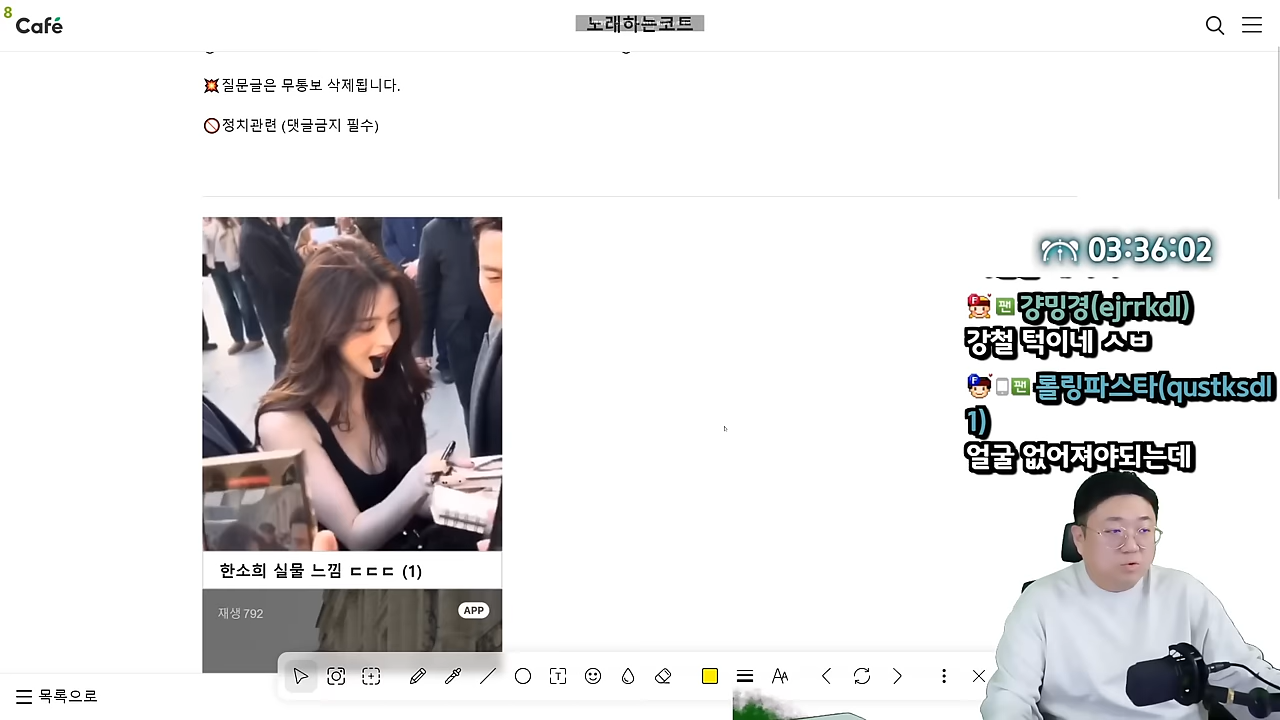 8
Café
노래하는코트
💥질문글은 무통보 삭제됩니다.
🚫정치관련 (댓글금지 필수)
03:36:02
팬 걍밍경(ejrrkdl)
강철 턱이네 ㅅㅂ
팬 롤링파스타(qustksdl
1)
얼굴 없어져야되는데
한소희 실물 느낌 ㄷㄷㄷ (1)
재생 792
APP
목록으로